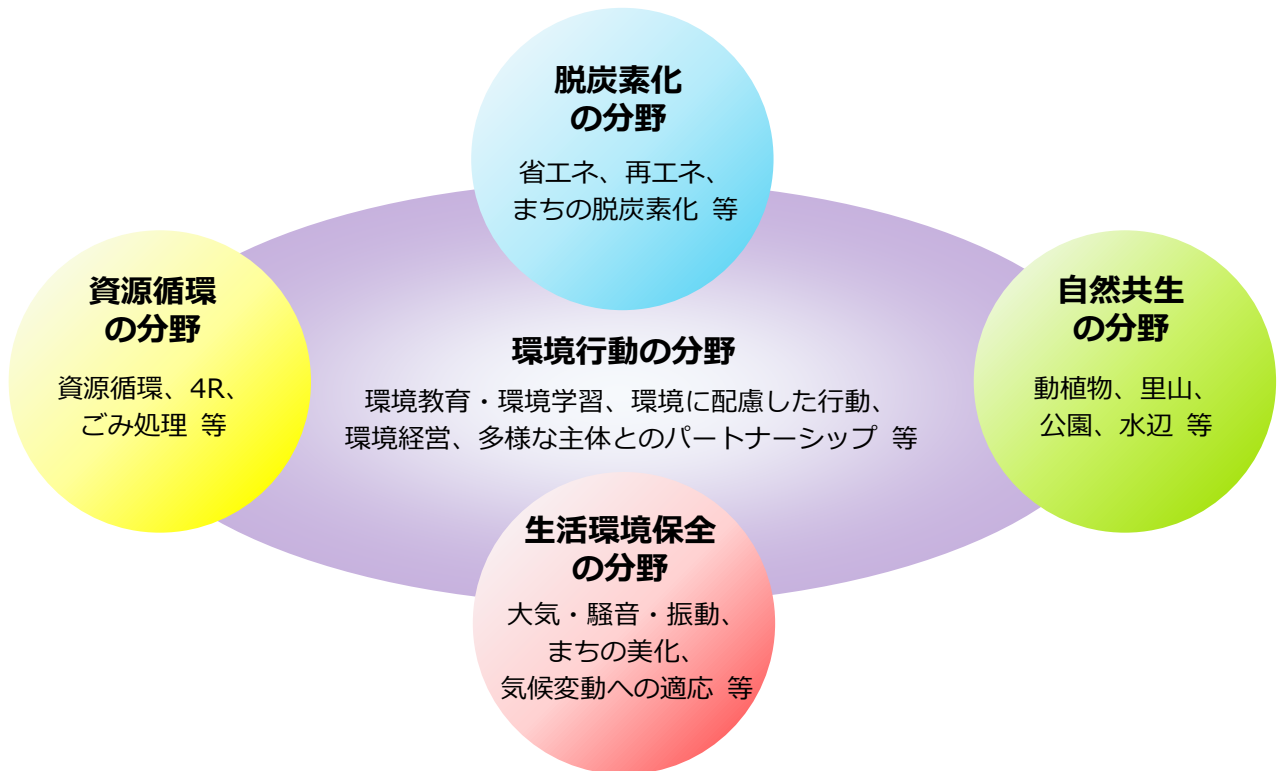 脱炭素化
の分野
省エネ、再エネ、
まちの脱炭素化 等
資源循環
の分野
資源循環、4R、
ごみ処理 等
環境行動の分野
環境教育・環境学習、環境に配慮した行動、
環境経営、多様な主体とのパートナーシップ 等
自然共生
の分野
動植物、里山、
公園、水辺 等
生活環境保全
の分野
大気・騒音・振動、
まちの美化、
気候変動への適応 等